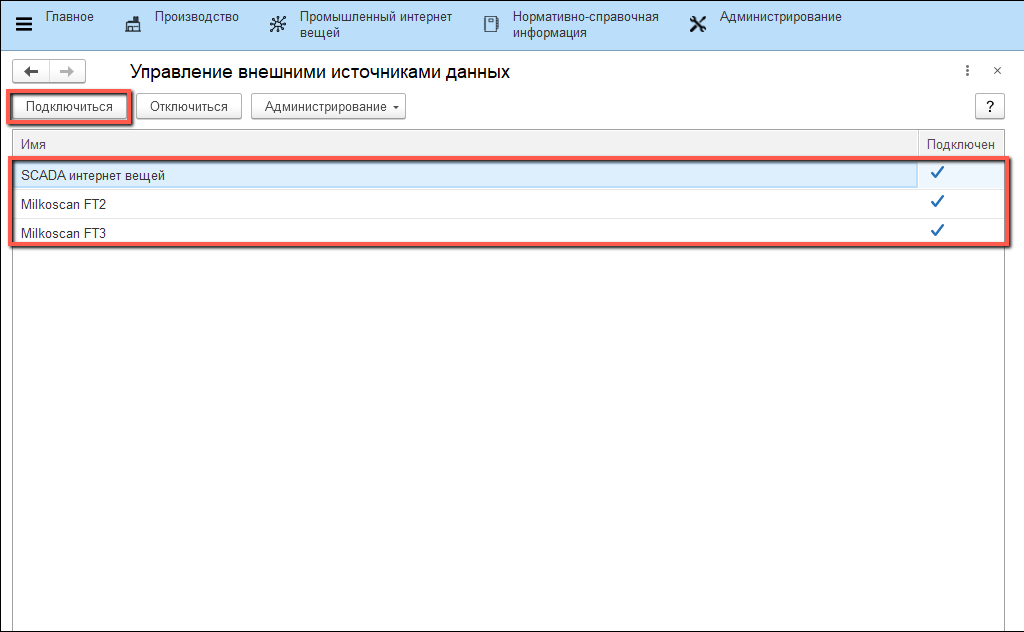 Главное
Производство
Промышленный интернет
вещей
Нормативно-справочная
информация
Администрирование
Управление внешними источниками данных
Подключиться
Отключиться
Администрирование
?
Имя
Подключен
SCADA интернет вещей
Milkoscan FT2
Milkoscan FT3